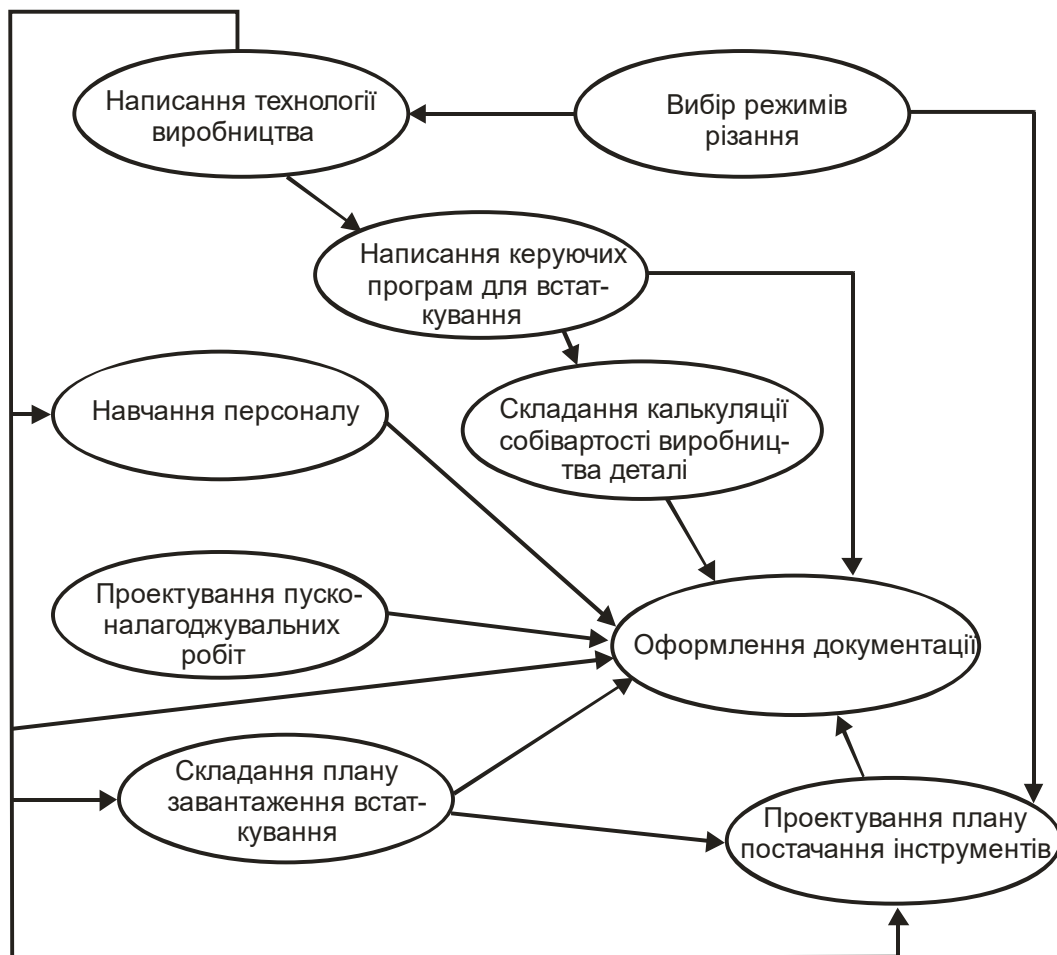 Написання технології
виробництва
Вибір режимів
різання
Написання керуючих
програм для встат-
кування
Навчання персоналу
Складання калькуляції
собівартості виробниц-
тва деталі
Проектування пуско-
налагоджувальних
робіт
Оформлення документації
Складання плану
завантаження встат-
кування
Проектування плану
постачання інструментів